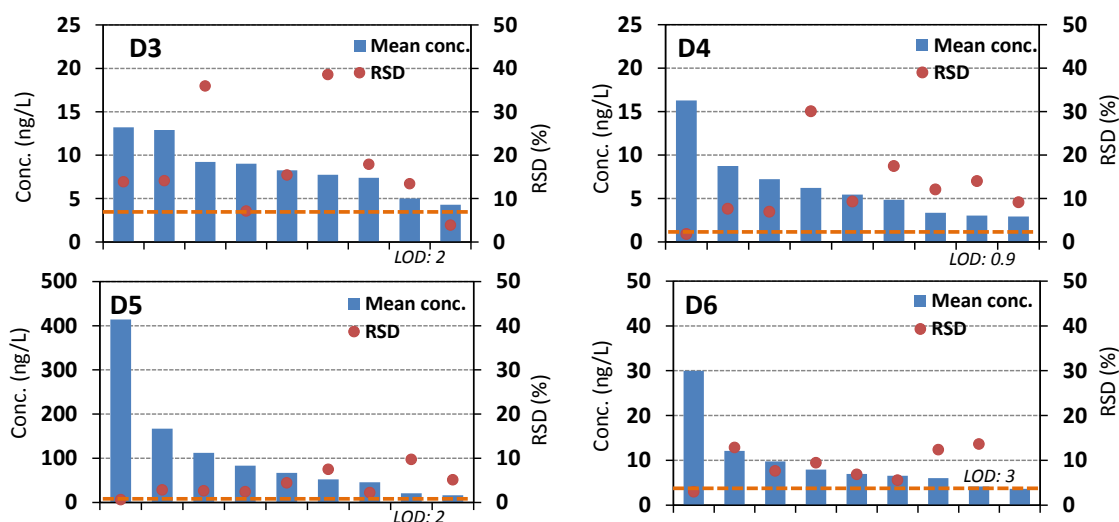 D3
Mean conc.
RSD
25
20
15
10
5
0
Conc. (ng/L)
50
40
30
20
10
0
RSD (%)
LOD: 2
D4
Mean conc.
RSD
25
20
15
10
5
0
Conc. (ng/L)
50
40
30
20
10
0
RSD (%)
LOD: 0.9
D5
Mean conc.
RSD
500
400
300
200
100
0
Conc. (ng/L)
50
40
30
20
10
0
RSD (%)
LOD: 2
D6
Mean conc.
RSD
50
40
30
20
10
0
Conc. (ng/L)
50
40
30
20
10
0
RSD (%)
LOD: 3